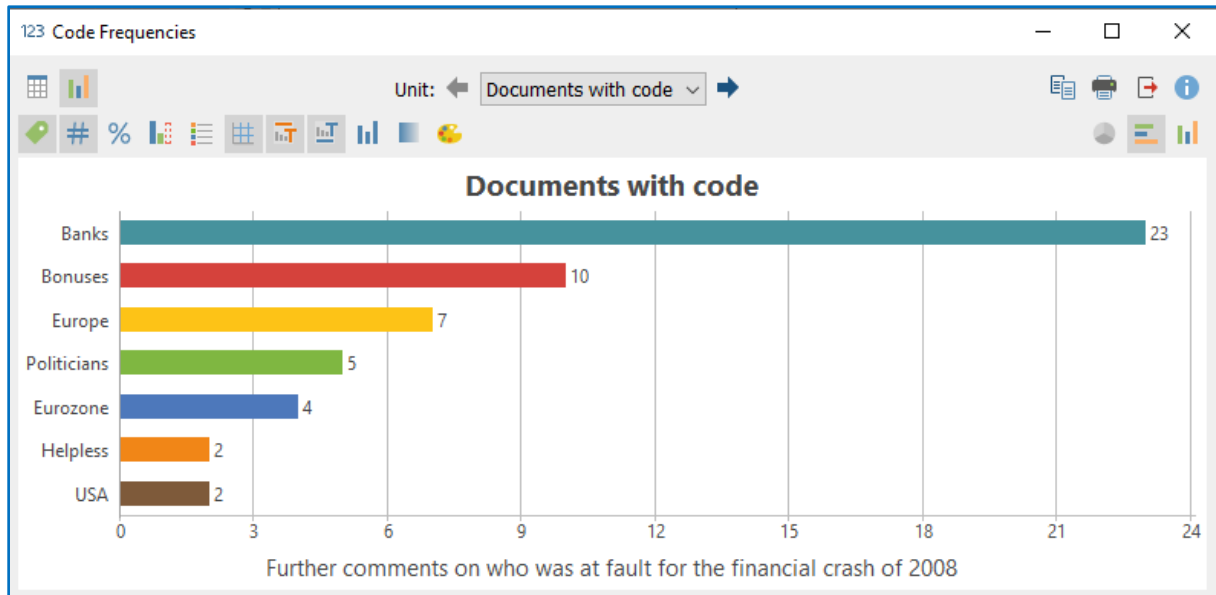 123 Code Frequencies
Unit: Documents with code
#
%
Documents with code
Banks 23
Bonuses 10
Europe 7
Politicians 5
Eurozone 4
Helpless 2
USA 2
0 3 6 9 12 15 18 21 24
Further comments on who was at fault for the financial crash of 2008